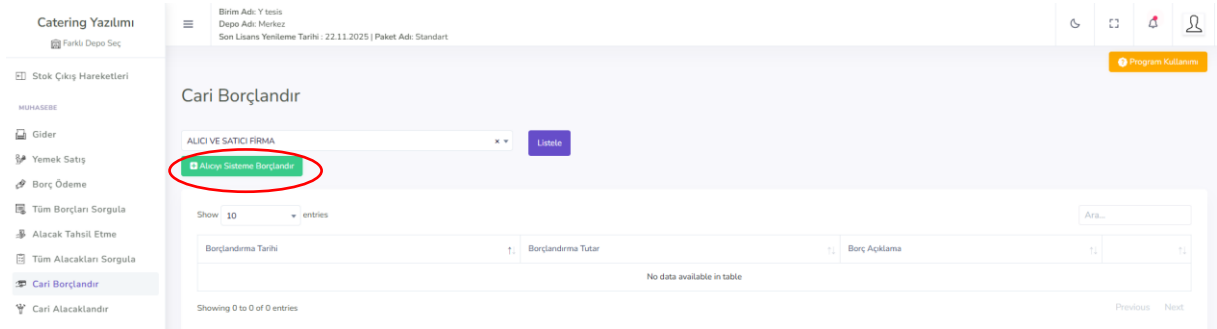 Catering Yazılımı
Farklı Depo Seç
Stok Çıkış Hareketleri
MUHASEBE
Gider
Yemek Satış
Borç Ödeme
Tüm Borçları Sorgula
Alacak Tahsil Etme
Tüm Alacakları Sorgula
Cari Borçlandır
Cari Alacaklandır
Birim Adı: Y tesis
Depo Adı: Merkez
Son Lisans Yenileme Tarihi : 22.11.2025 | Paket Adı: Standart
Program Kullanımı
Cari Borçlandır
ALICI VE SATICI FİRMA
Listele
Alıcıyı Sisteme Borçlandır
Show 10 entries
Ara...
Borçlandırma Tarihi Borçlandırma Tutar Borç Açıklama
No data available in table
Showing 0 to 0 of 0 entries
Previous Next